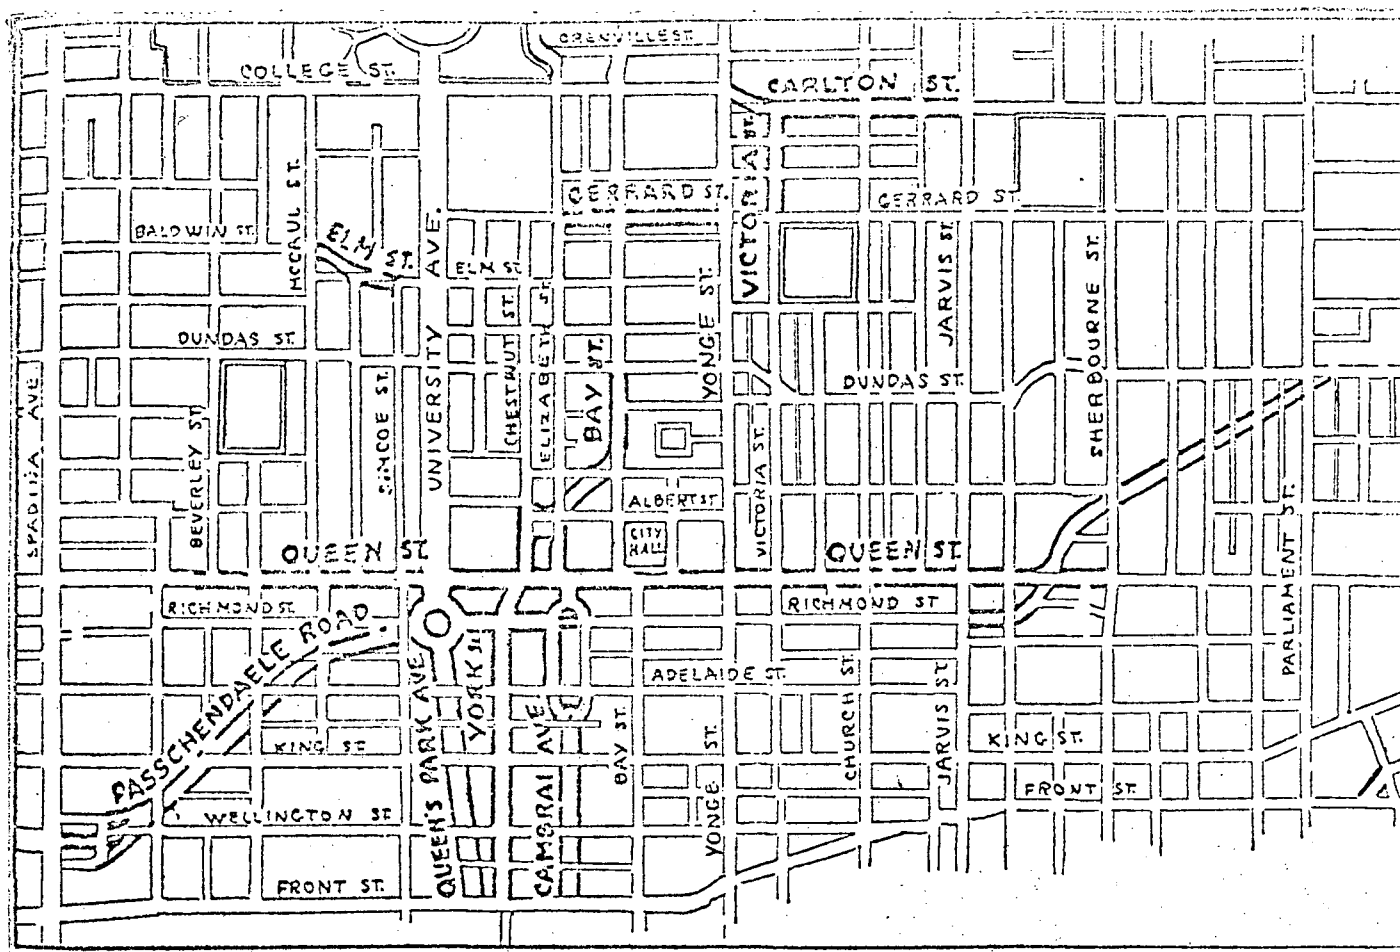 GRENVILLE ST.
COLLEGE ST.
CARLTON ST.
VICTORIA ST.
MCCAUL ST.
GERRARD ST.
GERRARD ST.
BALDWIN ST.
ELM ST.
ELM ST.
UNIVERSITY AVE.
JARVIS ST.
SHERBOURNE ST.
YONGE ST.
CHESTNUT ST.
ELIZABETH ST.
DUNDAS ST.
BAY ST.
SPADINA AVE.
SIMCOE ST.
DUNDAS ST.
BEVERLEY ST.
VICTORIA ST.
ALBERT ST.
CITY
HALL
PARLIAMENT ST.
QUEEN ST.
QUEEN ST.
RICHMOND ST.
RICHMOND ST
PASSCHENDAELE ROAD
YORK ST.
ADELAIDE ST.
CHURCH ST.
JARVIS ST.
QUEEN'S PARK AVE
CAMBRAI AVE
BAY ST.
YONGE ST.
KING ST
KING ST.
FRONT ST.
WELLINGTON ST.
FRONT ST.